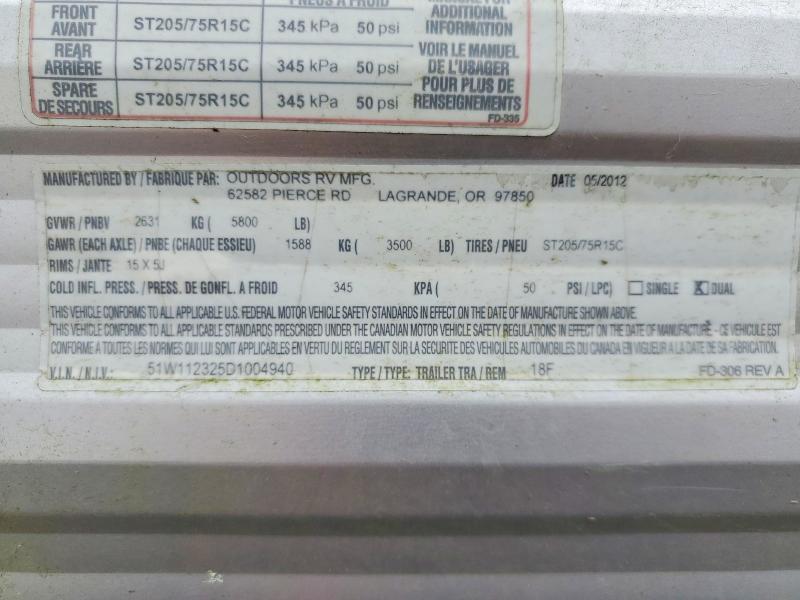 PNEUS A FROID
MANUAL FOR
ADDITIONAL
INFORMATION
VOIR LE MANUEL
DE L'USAGER
POUR PLUS DE
RENSEIGNEMENTS
FRONT AVANT ST205/75R15C 345 kPa 50 psi
REAR ARRIÈRE ST205/75R15C 345 kPa 50 psi
SPARE DE SECOURS ST205/75R15C 345 kPa 50 psi
FD-335
MANUFACTURED BY / FABRIQUE PAR: OUTDOORS RV MFG. DATE 05/2012
62582 PIERCE RD LAGRANDE, OR 97850
GVWR / PNBV 2631 KG ( 5800 LB)
GAWR (EACH AXLE) / PNBE (CHAQUE ESSIEU) 1588 KG ( 3500 LB) TIRES / PNEU ST205/75R15C
RIMS / JANTE 15 X 5J
COLD INFL. PRESS. / PRESS. DE GONFL. A FROID 345 KPA ( 50 PSI / LPC) SINGLE X DUAL
THIS VEHICLE CONFORMS TO ALL APPLICABLE U.S. FEDERAL MOTOR VEHICLE SAFETY STANDARDS IN EFFECT ON THE DATE OF MANUFACTURE SHOWN ABOVE.
THIS VEHICLE CONFORMS TO ALL APPLICABLE STANDARDS PRESCRIBED UNDER THE CANADIAN MOTOR VEHICLE SAFETY REGULATIONS IN EFFECT ON THE DATE OF MANUFACTURE - CE VEHICULE EST
CONFORME A TOUTES LES NORMES QUI LUI SONT APPLICABLES EN VERTU DU REGLEMENT SUR LA SECURITE DES VEHICULES AUTOMOBILES DU CANADA EN VIGUEUR A LA DATE DE SA FABRICATION.
V.I.N. / N.I.V.: 51W112325D1004940 TYPE / TYPE: TRAILER TRA / REM 18F FD-306 REV A